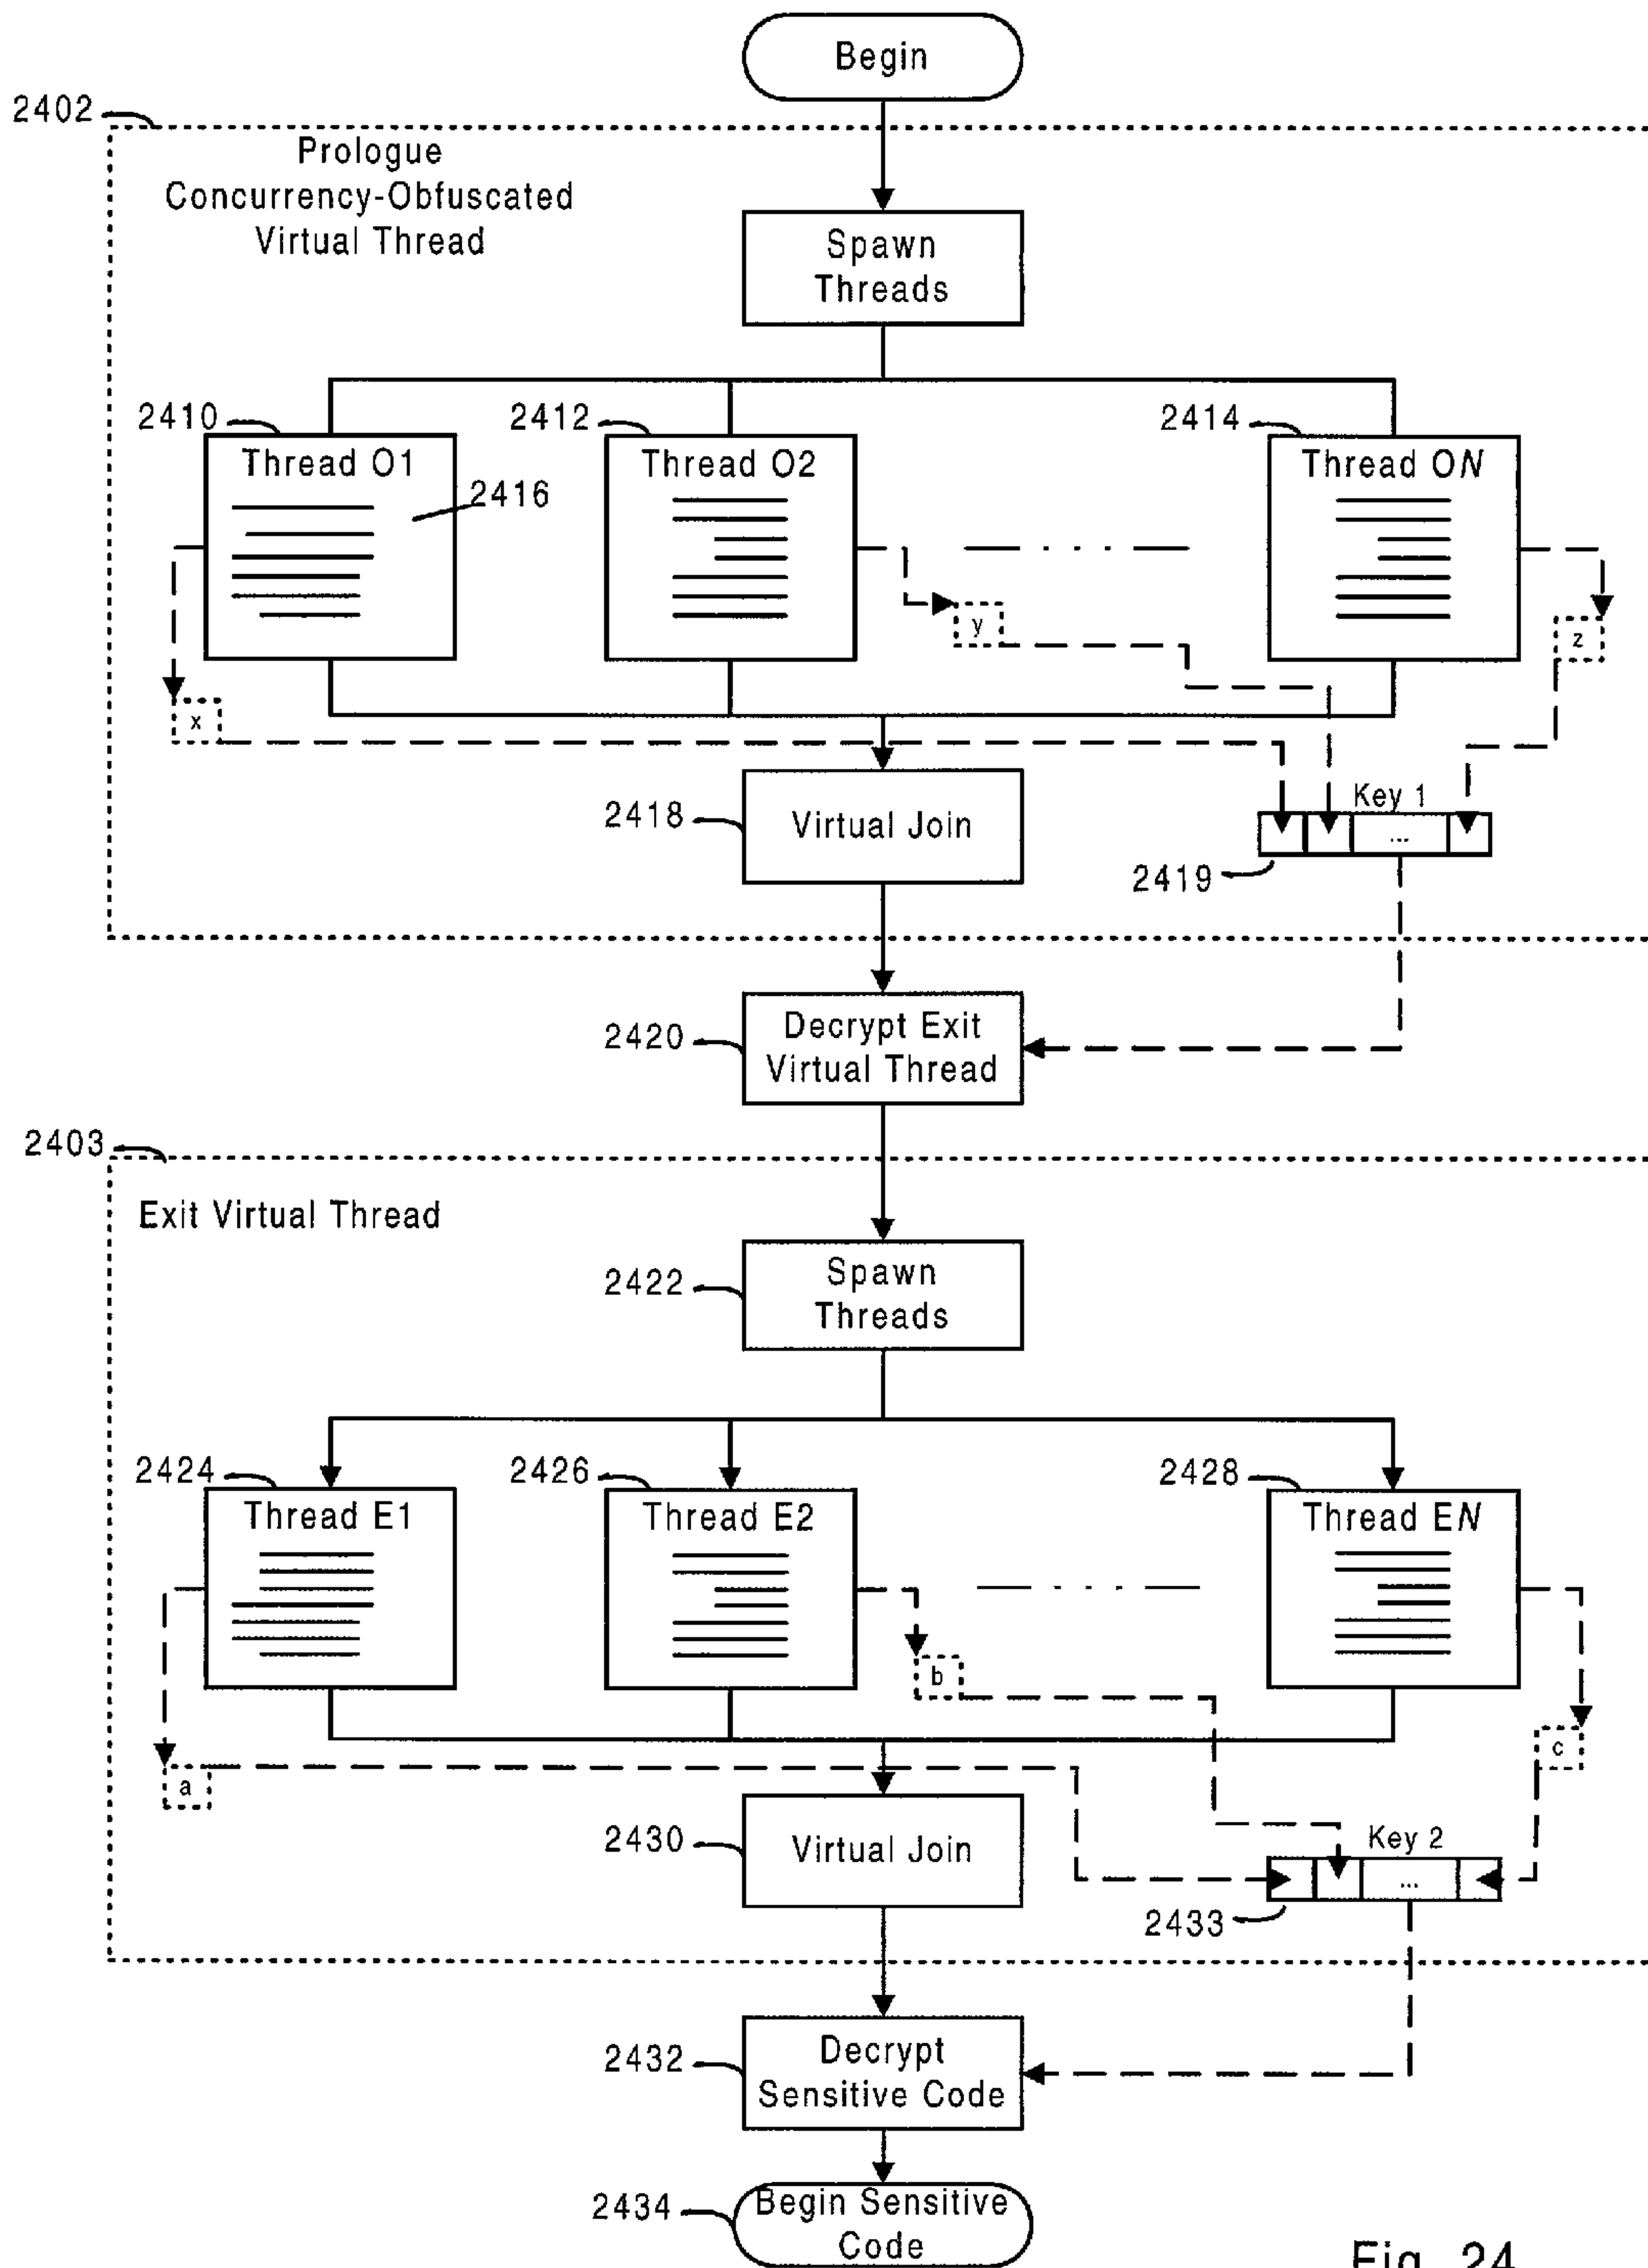 Begin
2402
Prologue
Concurrency-Obfuscated
Virtual Thread
Spawn
Threads
2410
2412
2414
Thread O1
Thread O2
Thread ON
2416
y
z
x
Key 1
2418
Virtual Join
...
2419
2420
Decrypt Exit
Virtual Thread
2403
Exit Virtual Thread
2422
Spawn
Threads
2424
2426
2428
Thread E1
Thread E2
Thread EN
b
c
a
Key 2
2430
Virtual Join
...
2433
2432
Decrypt
Sensitive Code
2434
Begin Sensitive
Code
Fig. 24